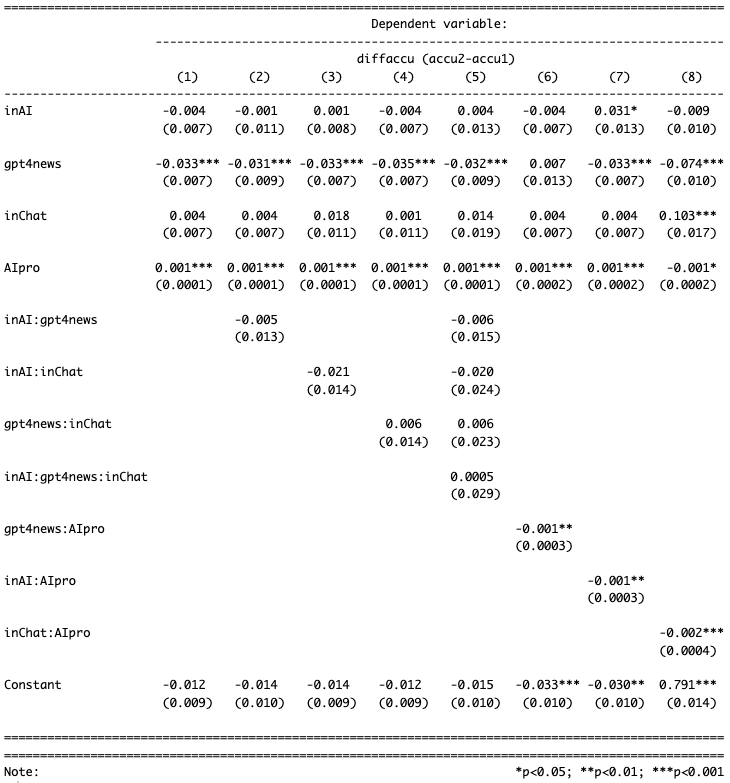 Dependent variable:
diffaccu (accu2-accu1)
(1) (2) (3) (4) (5) (6) (7) (8)
inAI -0.004 -0.001 0.001 -0.004 0.004 -0.004 0.031* -0.009
(0.007) (0.011) (0.008) (0.007) (0.013) (0.007) (0.013) (0.010)
gpt4news -0.033*** -0.031*** -0.033*** -0.035*** -0.032*** 0.007 -0.033*** -0.074***
(0.007) (0.009) (0.007) (0.007) (0.009) (0.013) (0.007) (0.010)
inChat 0.004 0.004 0.018 0.001 0.014 0.004 0.004 0.103***
(0.007) (0.007) (0.011) (0.011) (0.019) (0.007) (0.007) (0.017)
AIpro 0.001*** 0.001*** 0.001*** 0.001*** 0.001*** 0.001*** 0.001*** -0.001*
(0.0001) (0.0001) (0.0001) (0.0001) (0.0001) (0.0002) (0.0002) (0.0002)
inAI:gpt4news -0.005 -0.006
(0.013) (0.015)
inAI:inChat -0.021 -0.020
(0.014) (0.024)
gpt4news:inChat 0.006 0.006
(0.014) (0.023)
inAI:gpt4news:inChat 0.0005
(0.029)
gpt4news:AIpro -0.001**
(0.0003)
inAI:AIpro -0.001**
(0.0003)
inChat:AIpro -0.002***
(0.0004)
Constant -0.012 -0.014 -0.014 -0.012 -0.015 -0.033*** -0.030** 0.791***
(0.009) (0.010) (0.009) (0.009) (0.010) (0.010) (0.010) (0.014)
Note: *p<0.05; **p<0.01; ***p<0.001